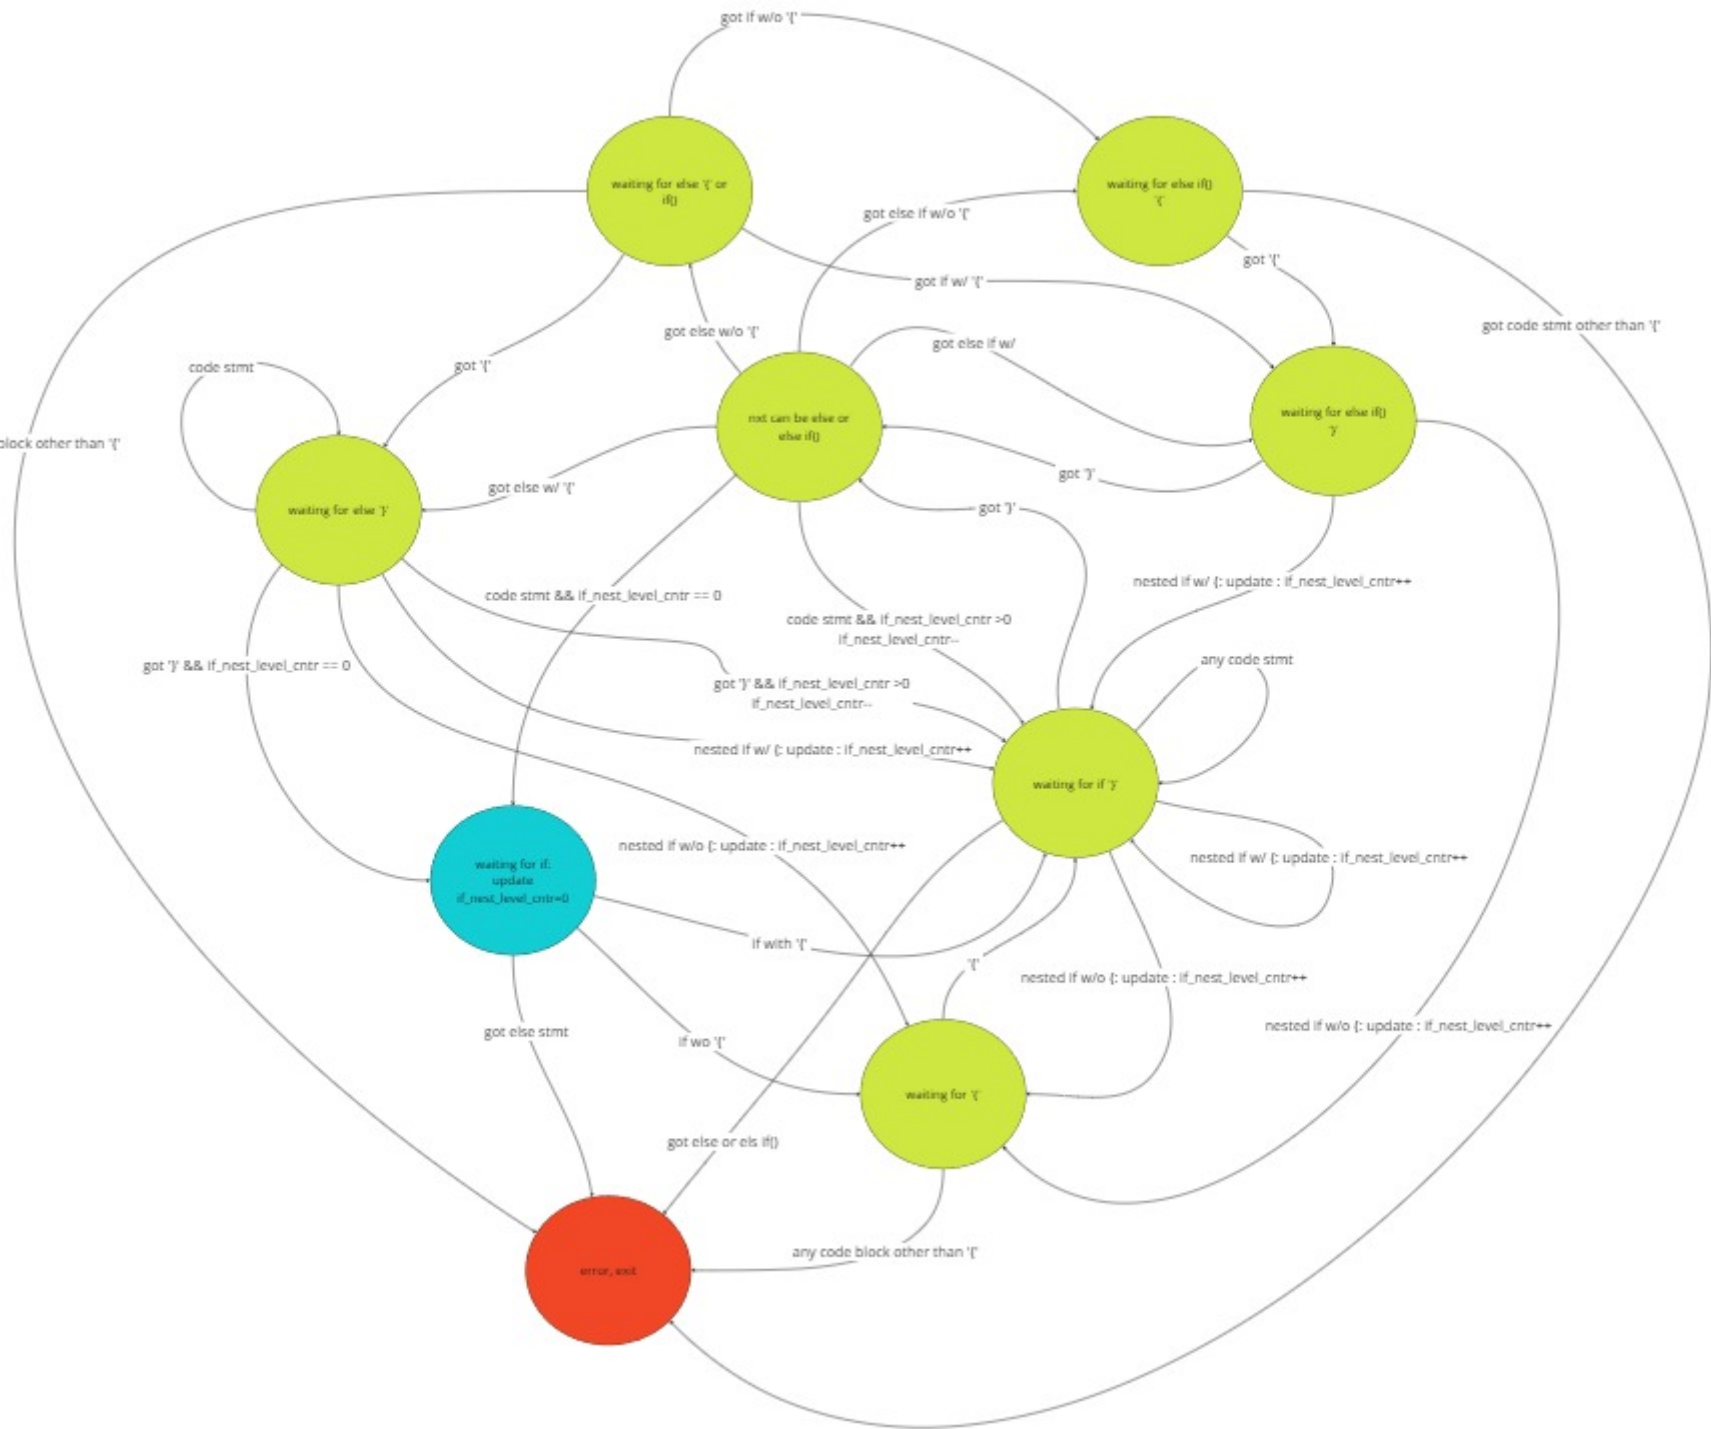 got if w/o '{'
waiting for else '{' or
if()
waiting for else if()
'{'
got else if w/o '{'
got '{'
got if w/ '{'
got code stmt other than '{'
got else w/o '{'
got else if w/
code stmt
got '{'
nxt can be else or
else if()
waiting for else if()
'}'
block other than '{'
got '}'
got else w/ '{'
waiting for else '}'
got '}'
nested if w/ {: update : if_nest_level_cntr++
code stmt && if_nest_level_cntr == 0
code stmt && if_nest_level_cntr >0
if_nest_level_cntr--
got '}' && if_nest_level_cntr == 0
any code stmt
got '}' && if_nest_level_cntr >0
if_nest_level_cntr--
nested if w/ {: update : if_nest_level_cntr++
waiting for if '}'
nested if w/o {: update : if_nest_level_cntr++
nested if w/ {: update : if_nest_level_cntr++
waiting for if:
update
if_nest_level_cntr=0
if with '{'
'{'
nested if w/o {: update : if_nest_level_cntr++
got else stmt
if wo '{'
nested if w/o {: update : if_nest_level_cntr++
waiting for '{'
got else or els if()
any code block other than '{'
error, exit